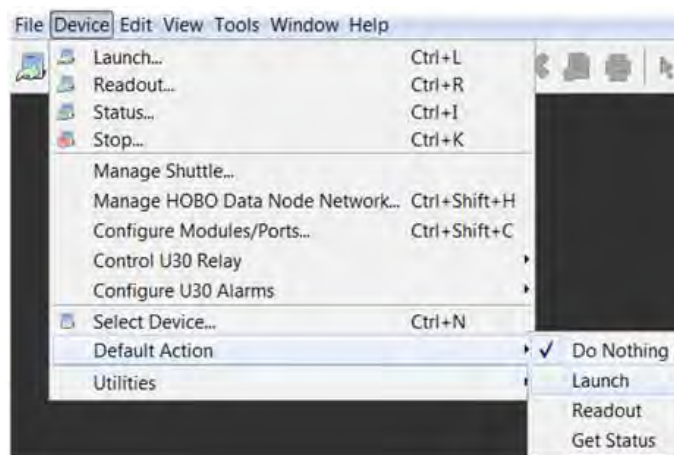 File Device Edit View Tools Window Help
Launch... Ctrl+L
Readout... Ctrl+R
Status... Ctrl+I
Stop... Ctrl+K
Manage Shuttle...
Manage HOBO Data Node Network... Ctrl+Shift+H
Configure Modules/Ports... Ctrl+Shift+C
Control U30 Relay
Configure U30 Alarms
Select Device... Ctrl+N
Default Action
Do Nothing
Utilities
Launch
Readout
Get Status